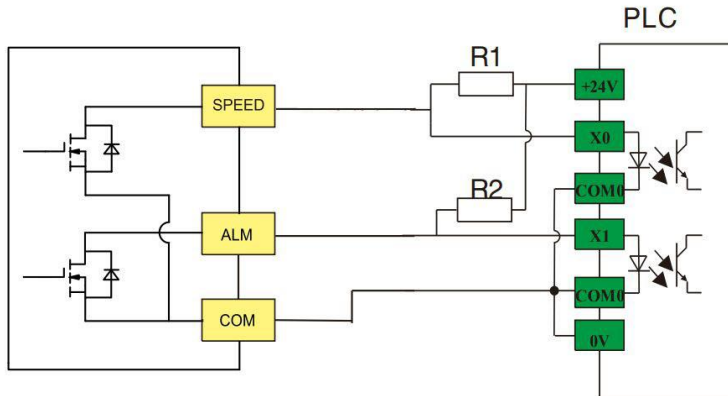 PLC
R1
SPEED
+24V
X0
COM0
R2
ALM
X1
COM
COM0
0V